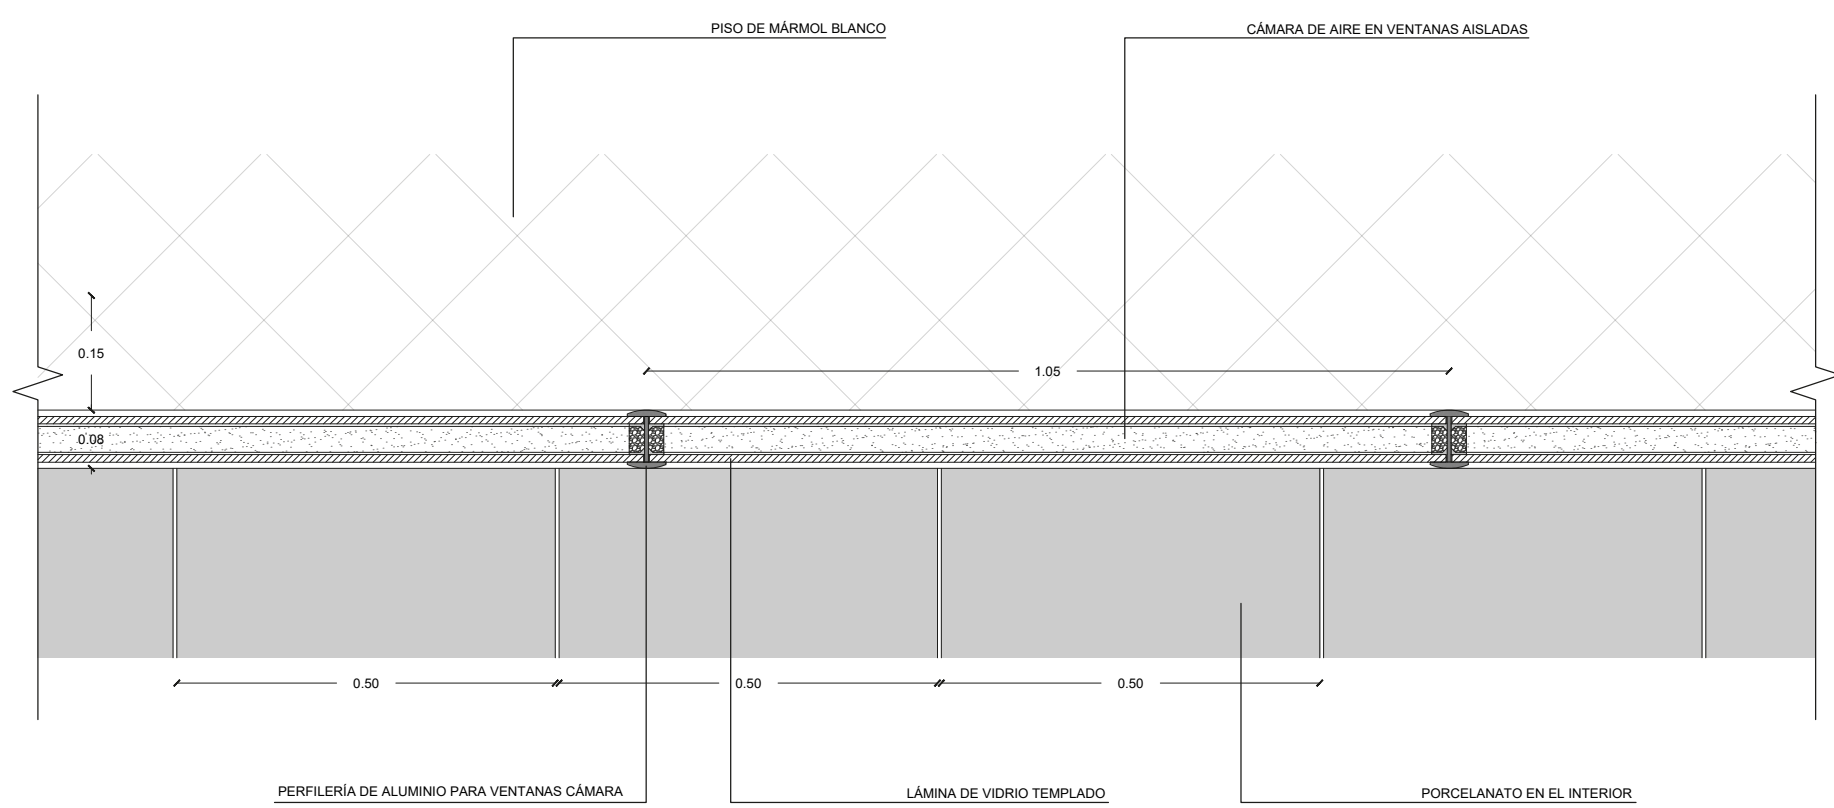 PISO DE MÁRMOL BLANCO
CÁMARA DE AIRE EN VENTANAS AISLADAS
0.15
1.05
0.08
0.50
0.50
0.50
PERFILERÍA DE ALUMINIO PARA VENTANAS CÁMARA
LÁMINA DE VIDRIO TEMPLADO
PORCELANATO EN EL INTERIOR